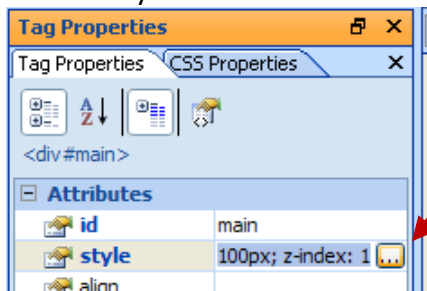 Tag Properties
Tag Properties CSS Properties
<div#main>
Attributes
id main
style 100px; z-index: 1 ...
align